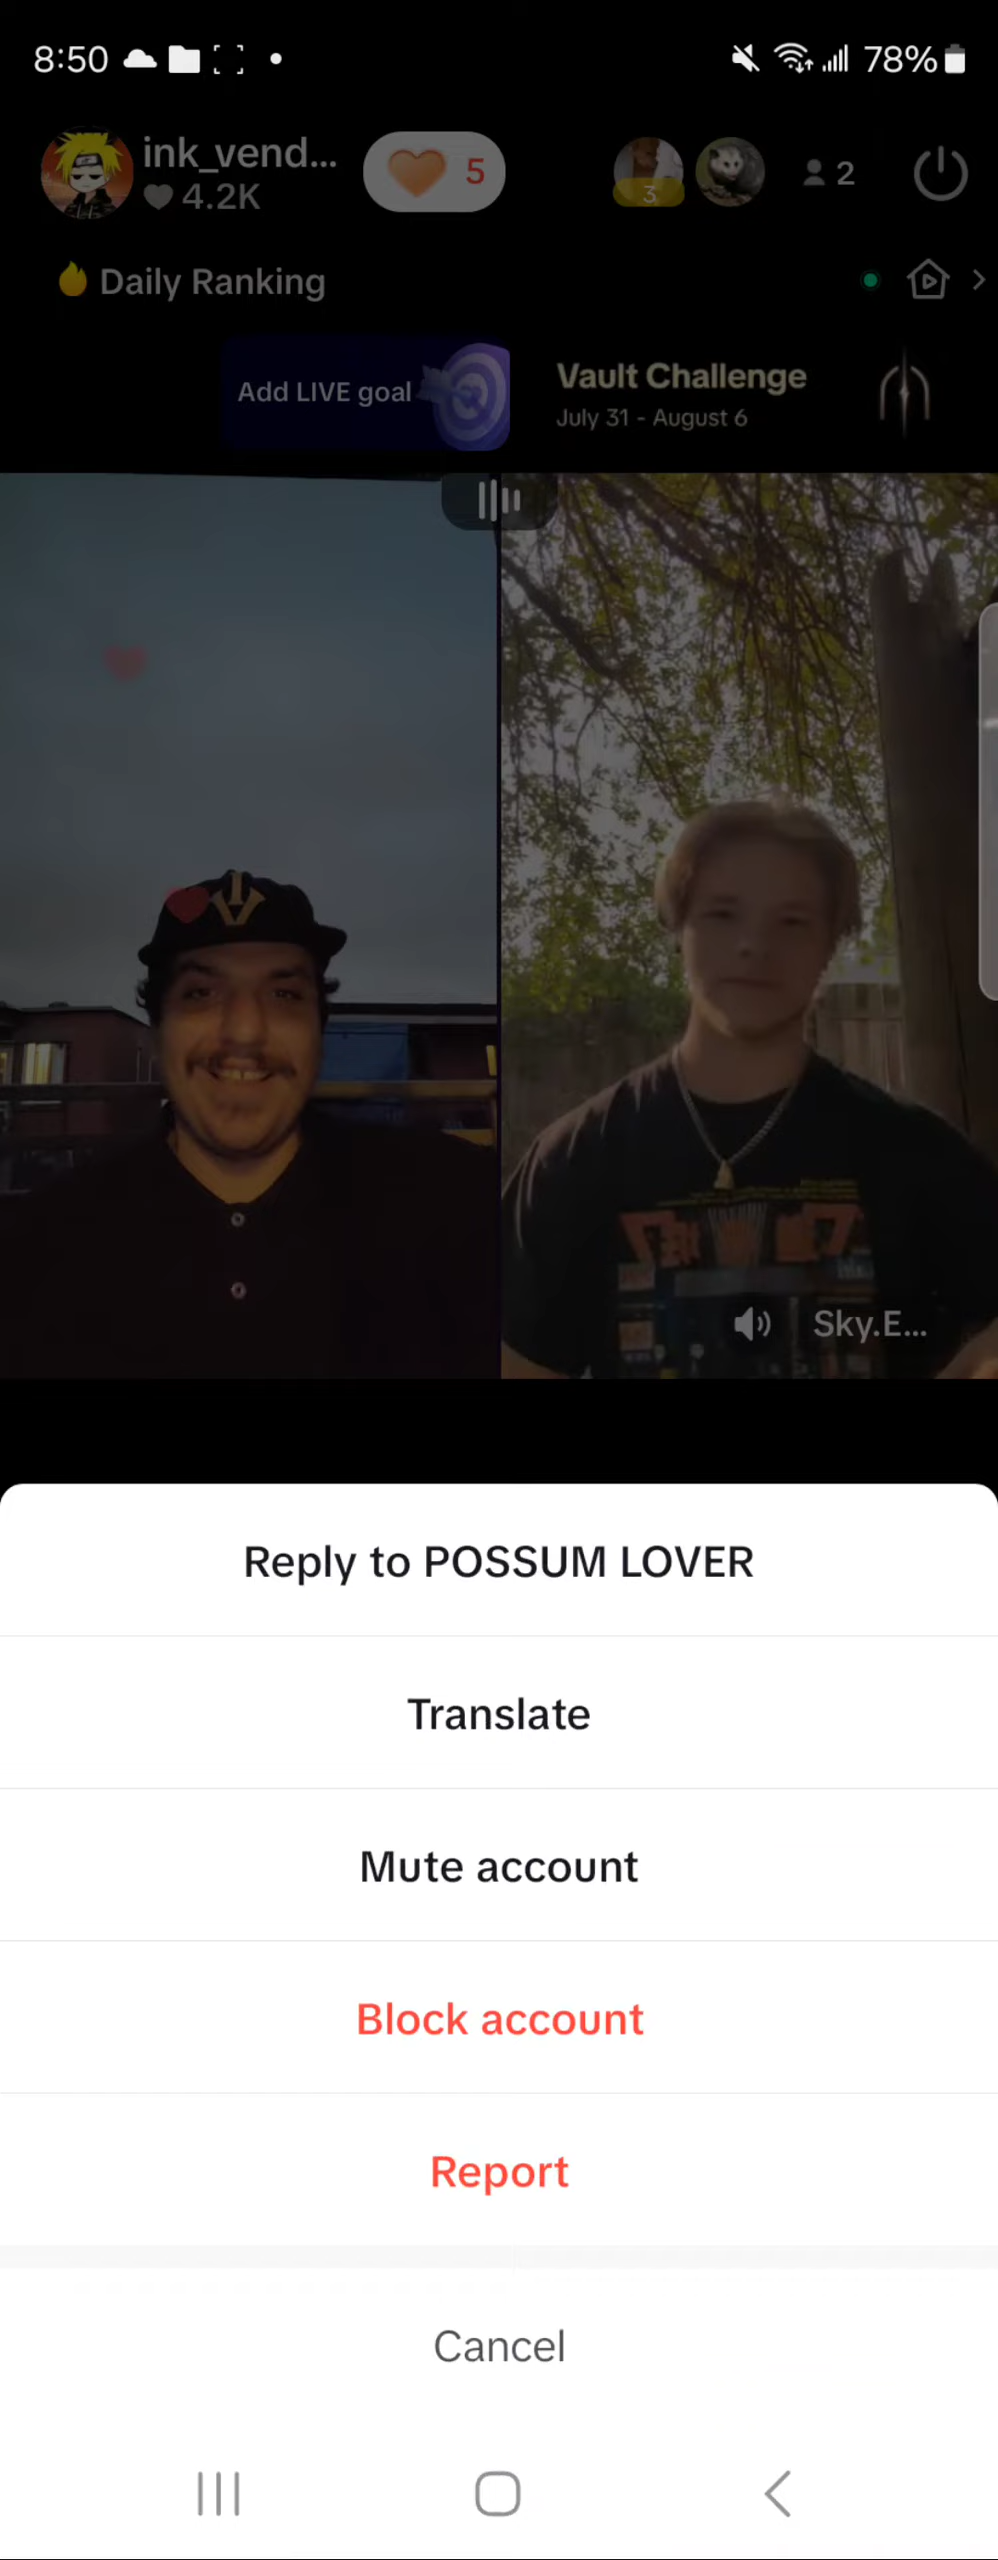 8:50
78%
ink_vend...
4.2K
5
3
2
Daily Ranking
Add LIVE goal
Vault Challenge
July 31 - August 6
Sky.E...
Reply to POSSUM LOVER
Translate
Mute account
Block account
Report
Cancel